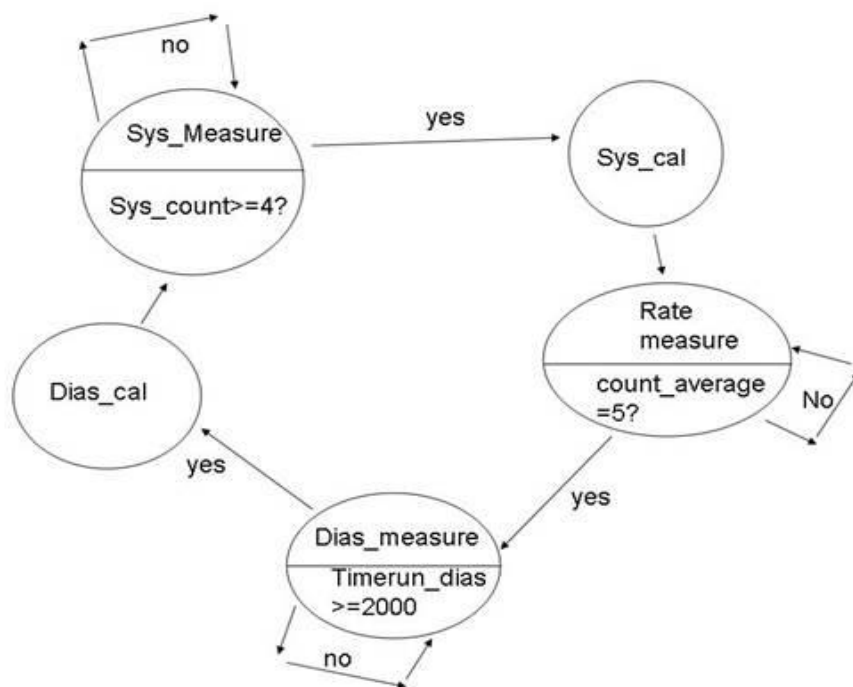 no
Sys_Measure
Sys_count>=4?
yes
Sys_cal
Rate
measure
count_average
=5?
No
yes
Dias_measure
Timerun_dias
>=2000
no
yes
Dias_cal